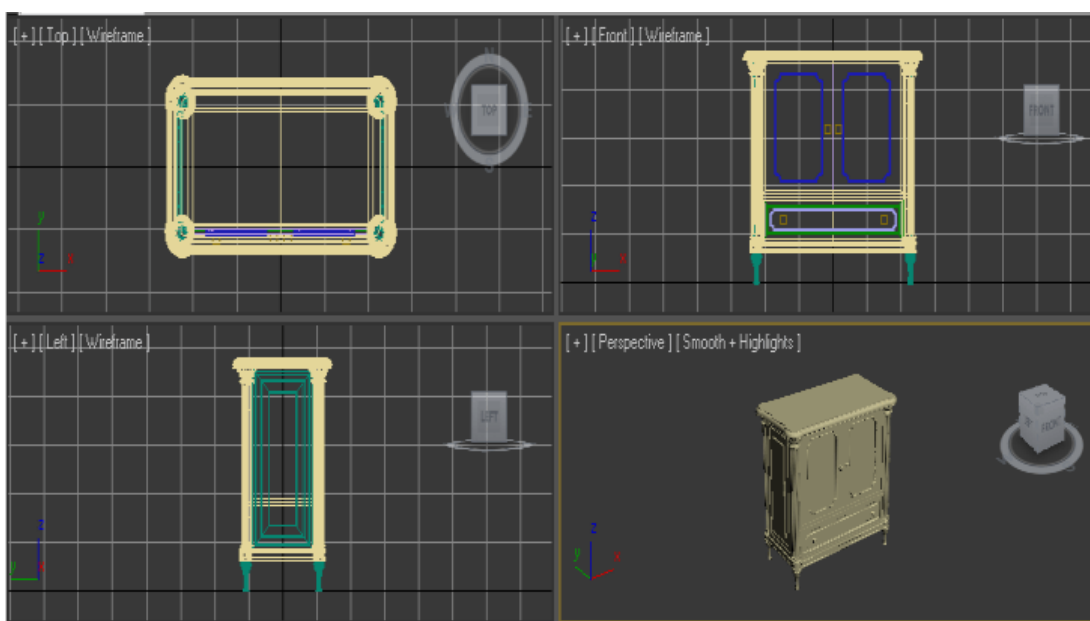 [ + ] [ Top ] [ Wireframe ]
N
TOP
W
E
S
y
z
x
[ + ] [ Front ] [ Wireframe ]
FRONT
z
x
[ + ] [ Left ] [ Wireframe ]
LEFT
z
y
[ + ] [ Perspective ] [ Smooth + Highlights ]
FRONT
z
y
x